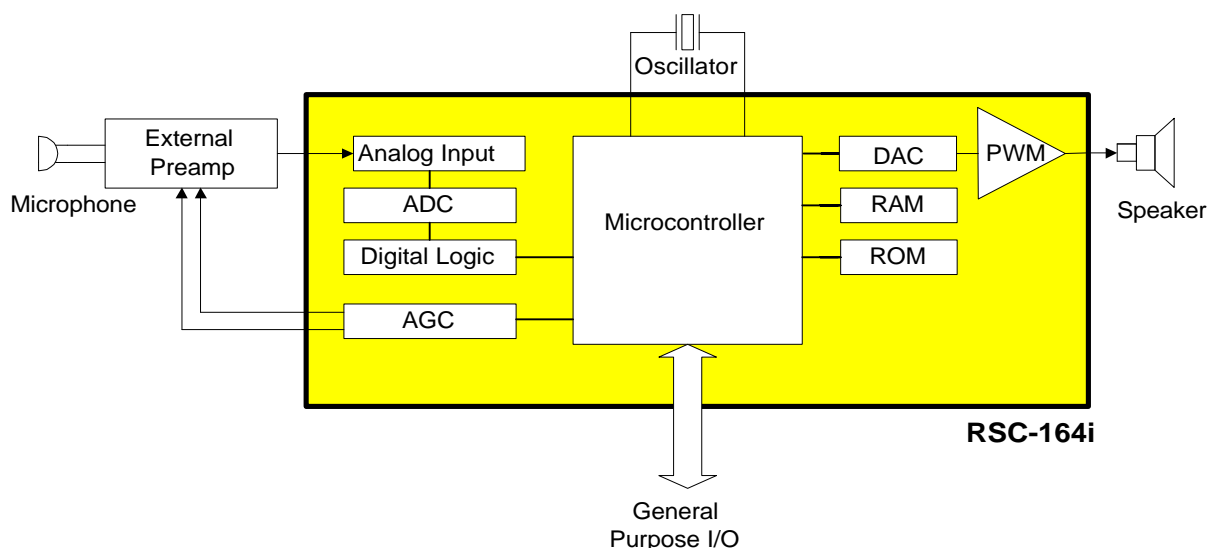 Oscillator
External
Preamp
Microphone
Analog Input
ADC
Digital Logic
AGC
Microcontroller
DAC
RAM
ROM
PWM
Speaker
RSC-164i
General
Purpose I/O